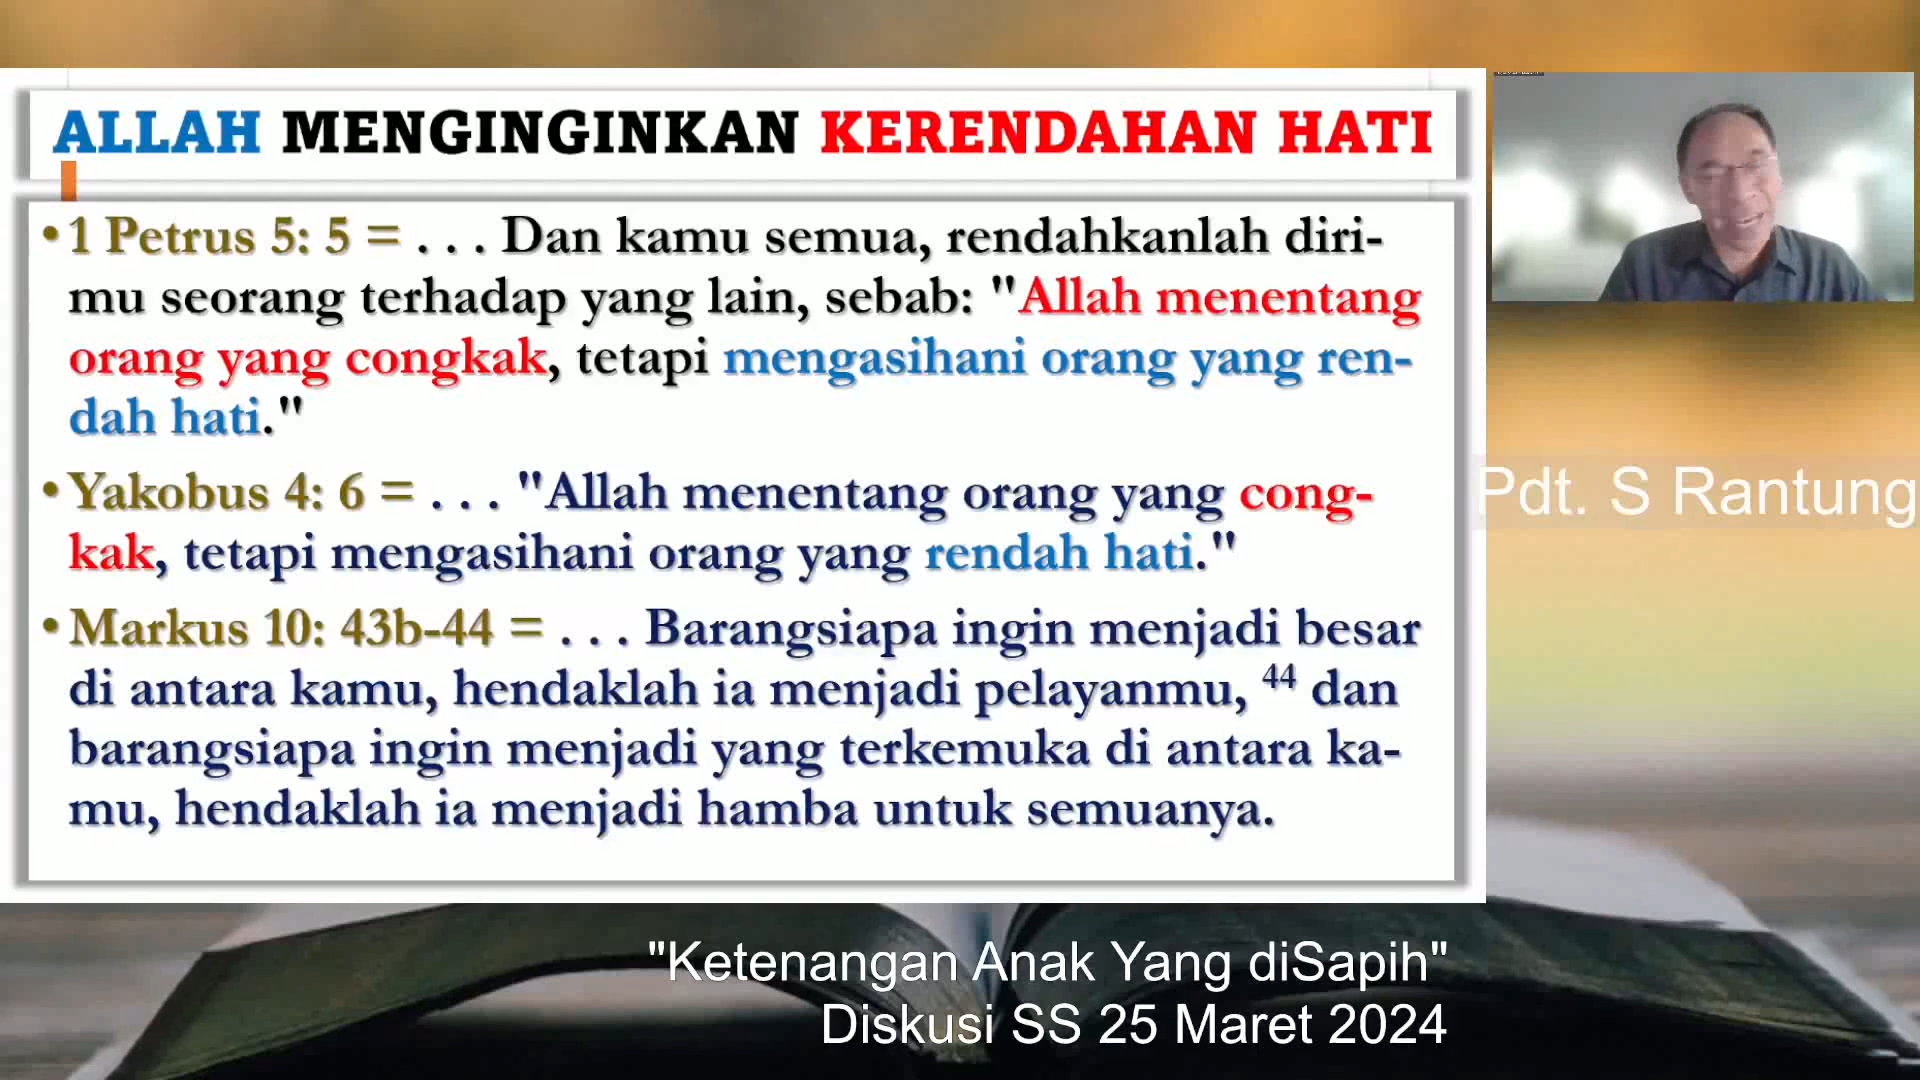 ALLAH MENGINGINKAN KERENDAHAN HATI
•1 Petrus 5: 5 = . . . Dan kamu semua, rendahkanlah diri-
mu seorang terhadap yang lain, sebab: "Allah menentang
orang yang congkak, tetapi mengasihani orang yang ren-
dah hati."
•Yakobus 4: 6 = . . . "Allah menentang orang yang cong-
kak, tetapi mengasihani orang yang rendah hati."
•Markus 10: 43b-44 = . . . Barangsiapa ingin menjadi besar
di antara kamu, hendaklah ia menjadi pelayanmu, 44 dan
barangsiapa ingin menjadi yang terkemuka di antara ka-
mu, hendaklah ia menjadi hamba untuk semuanya.
Pdt. S Rantung
"Ketenangan Anak Yang diSapih"
Diskusi SS 25 Maret 2024